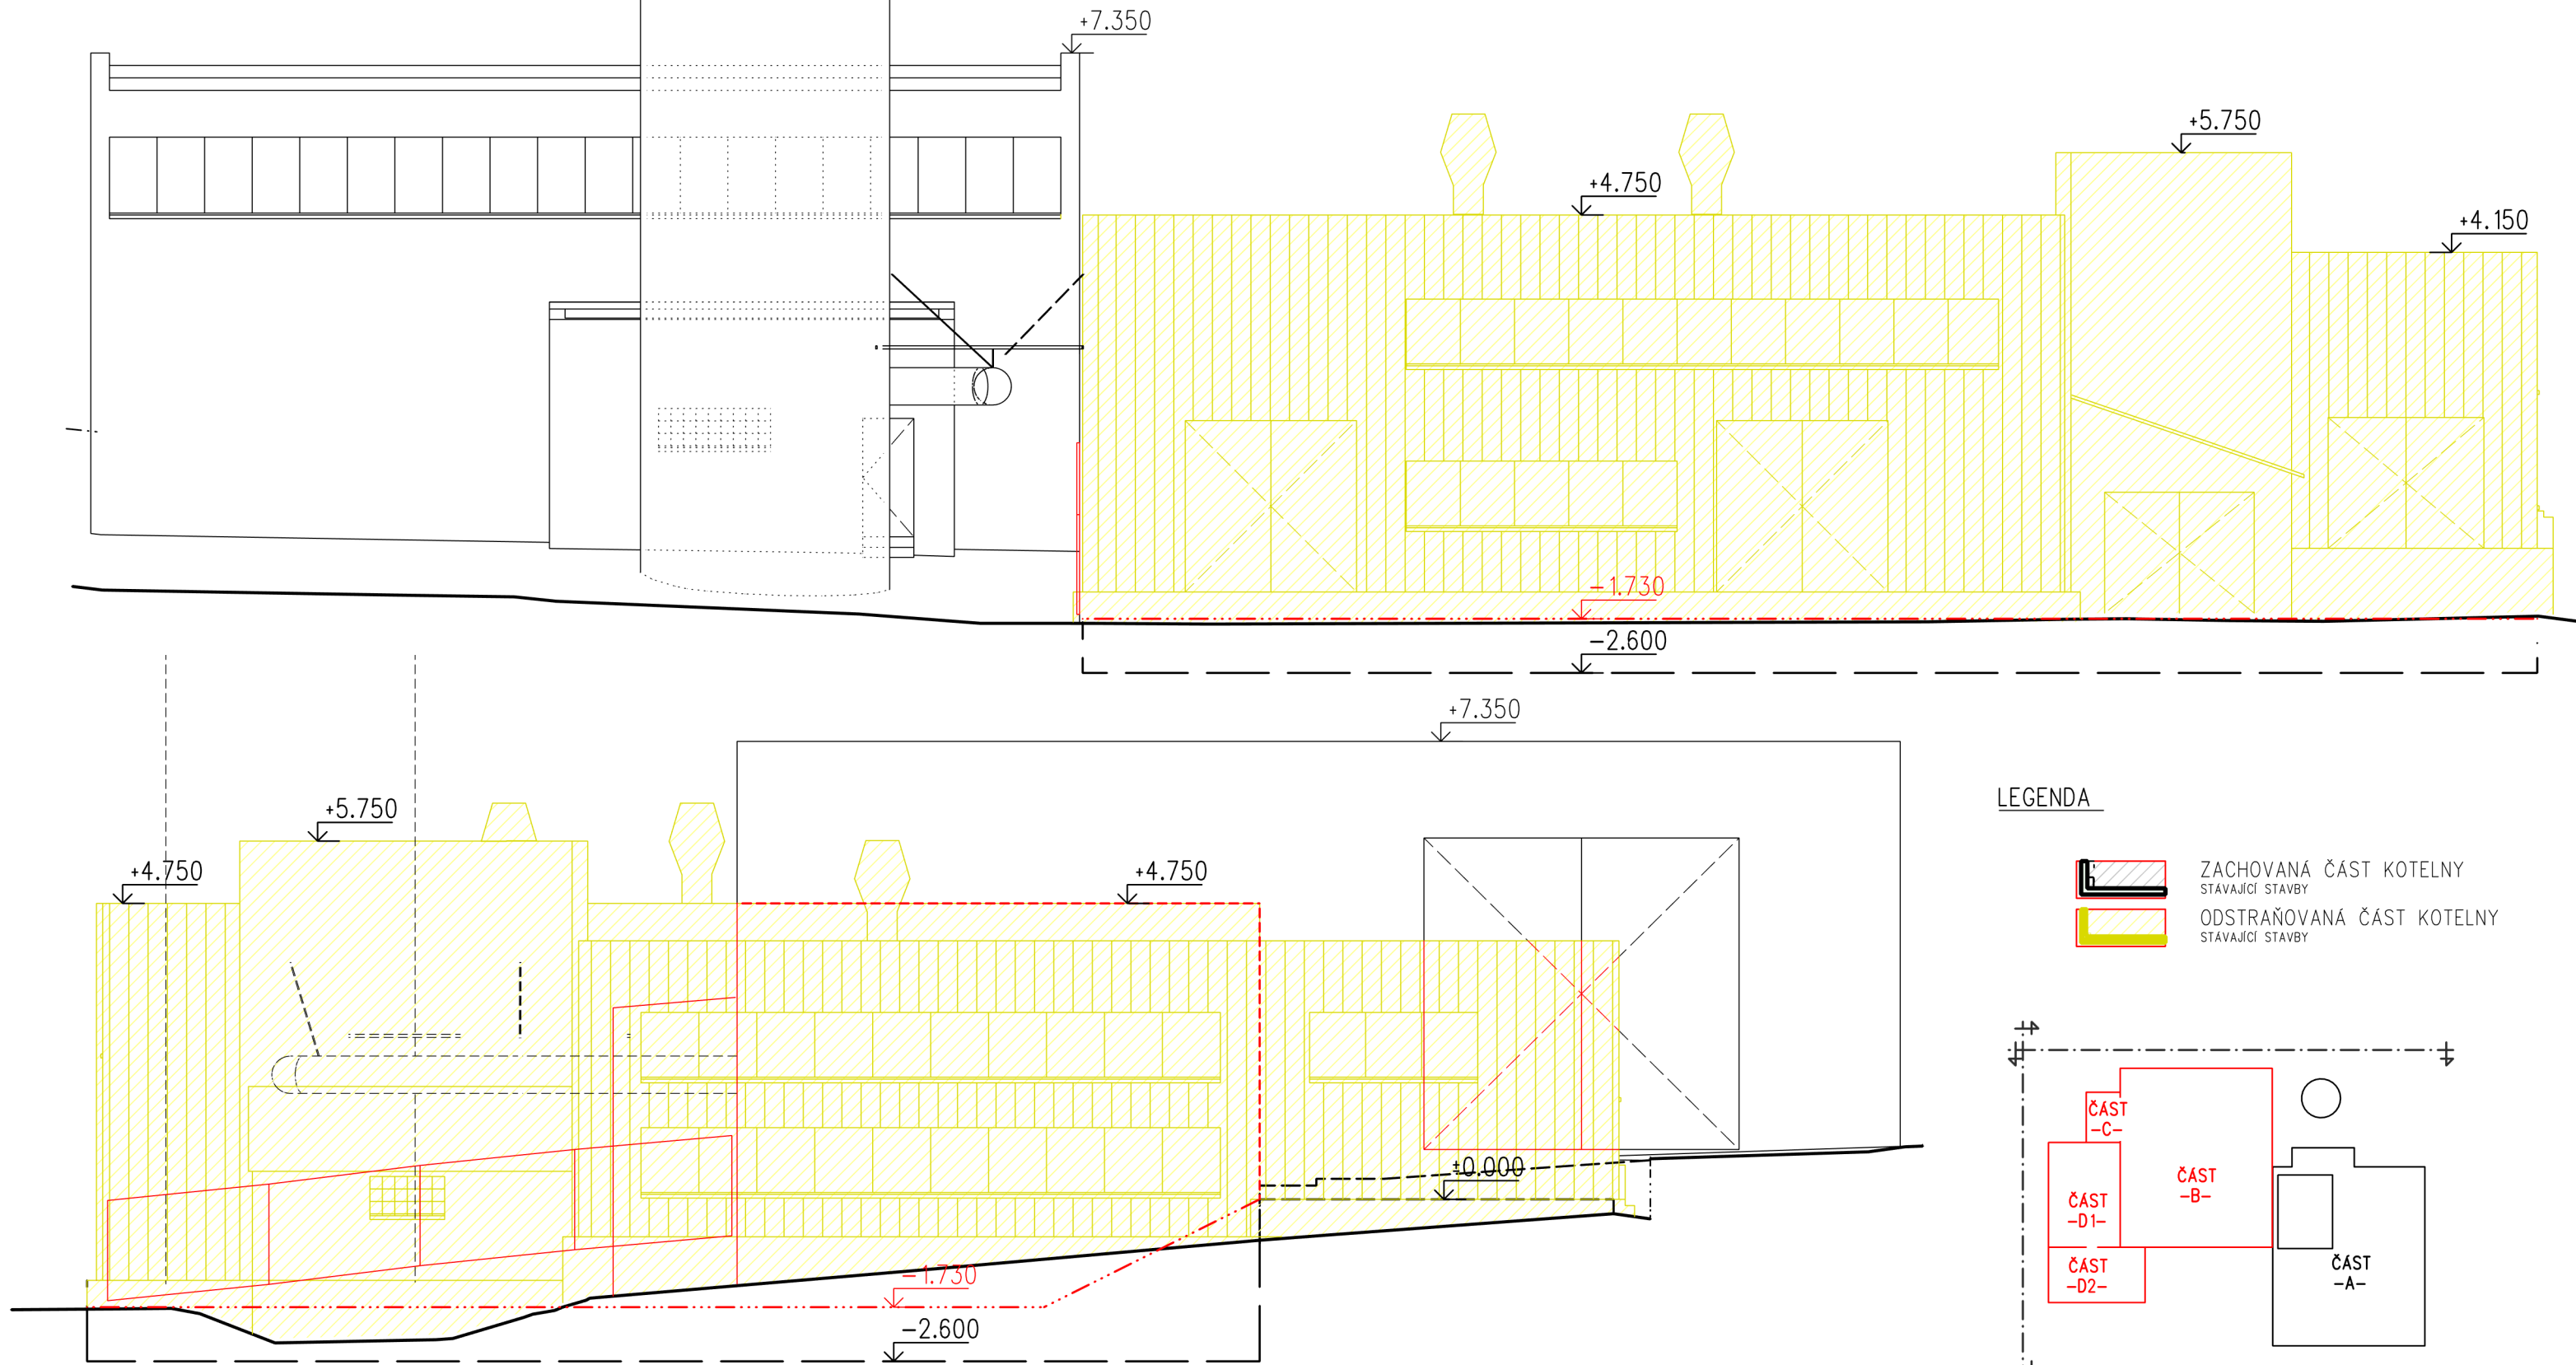 +7.350
+5.750
+4.750
+4.150
-1.730
-2.600
+7.350
+5.750
+4.750
+4.750
±0.000
-1.730
-2.600
LEGENDA
ZACHOVANÁ ČÁST KOTELNY
STÁVAJÍCÍ STAVBY
ODSTRAŇOVANÁ ČÁST KOTELNY
STÁVAJÍCÍ STAVBY
ČÁST
-C-
ČÁST
-B-
ČÁST
-D1-
ČÁST
-D2-
ČÁST
-A-